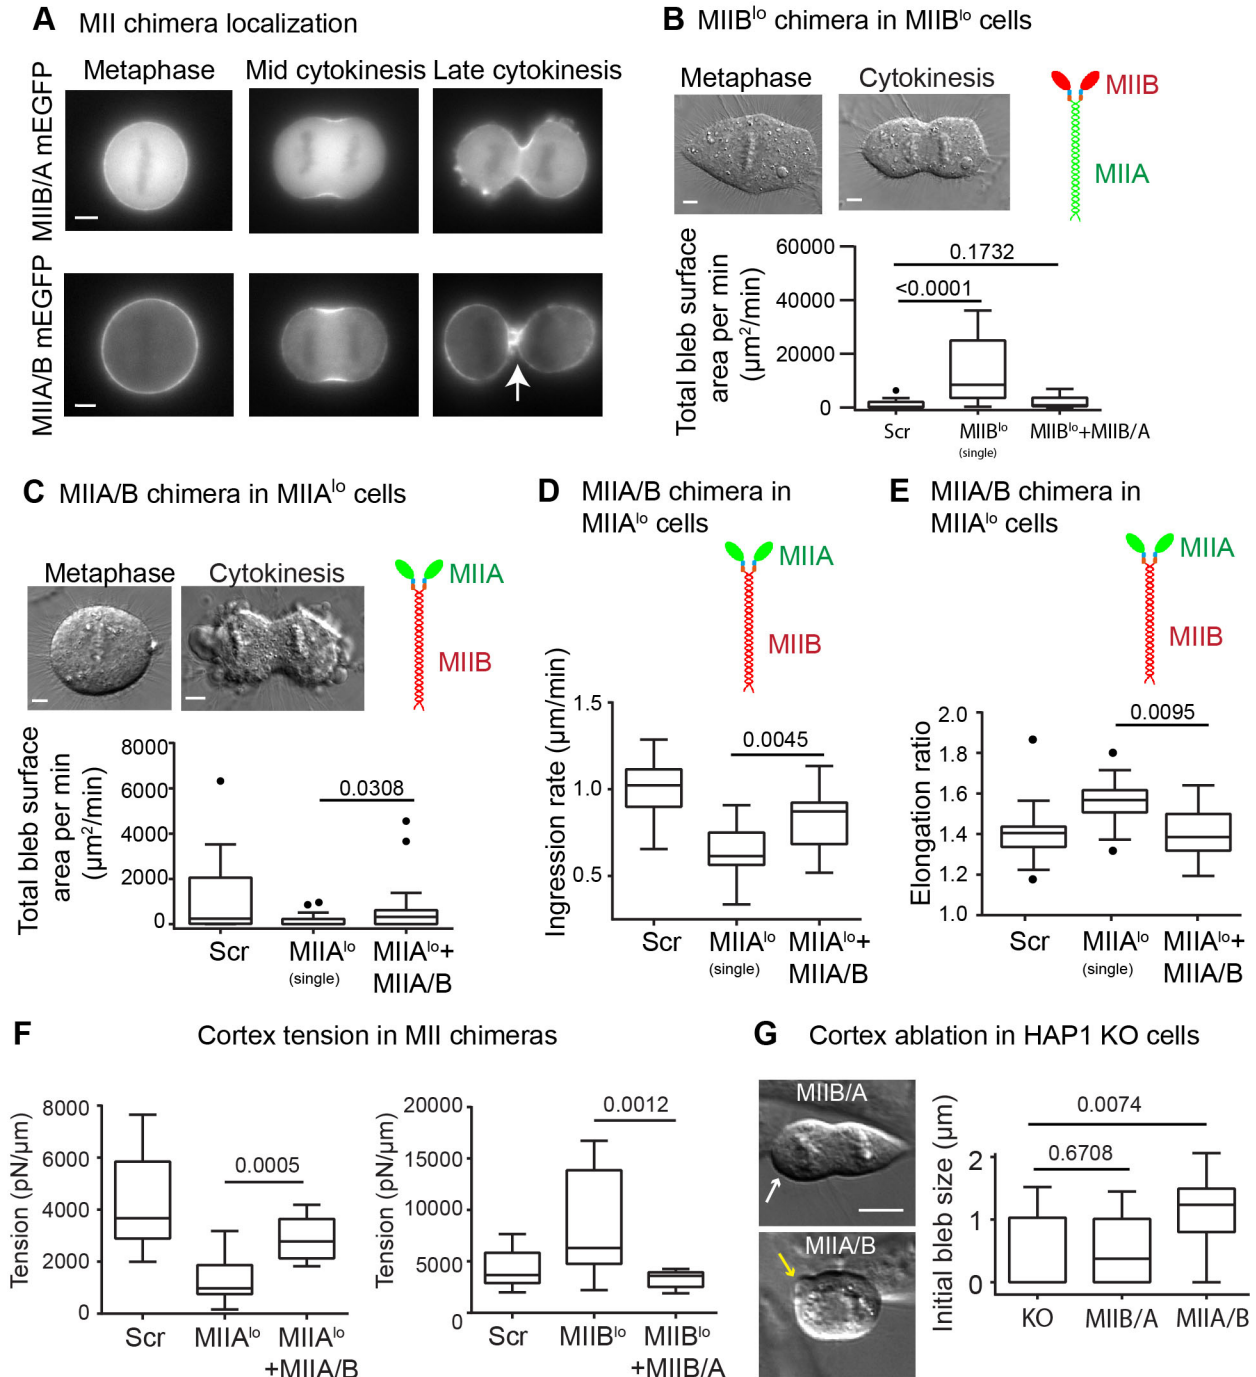 A MII chimera localization
Metaphase Mid cytokinesis Late cytokinesis
MIIB/A mEGFP
MIIA/B mEGFP
B MIIBˡᵒ chimera in MIIBˡᵒ cells
Metaphase Cytokinesis
MIIB
MIIA
Total bleb surface
area per min
(µm²/min)
60000
40000
20000
0
0.1732
<0.0001
Scr MIIBˡᵒ MIIBˡᵒ+MIIB/A
(single)
C MIIA/B chimera in MIIAˡᵒ cells
Metaphase Cytokinesis
MIIA
MIIB
Total bleb surface
area per min
(µm²/min)
8000
6000
4000
2000
0
0.0308
Scr MIIAˡᵒ MIIAˡᵒ+
(single) MIIA/B
D MIIA/B chimera in
MIIAˡᵒ cells
MIIA
MIIB
Ingression rate (µm/min)
1.5
1.0
0.5
0.0045
Scr MIIAˡᵒ MIIAˡᵒ+
(single) MIIA/B
E MIIA/B chimera in
MIIAˡᵒ cells
MIIA
MIIB
Elongation ratio
2.0
1.8
1.6
1.4
1.2
1.0
0.0095
Scr MIIAˡᵒ MIIAˡᵒ+
(single) MIIA/B
F Cortex tension in MII chimeras
Tension (pN/µm)
8000
6000
4000
2000
0
0.0005
Scr MIIAˡᵒ MIIAˡᵒ
+MIIA/B
Tension (pN/µm)
20000
15000
10000
5000
0
0.0012
Scr MIIBˡᵒ MIIBˡᵒ
+MIIB/A
G Cortex ablation in HAP1 KO cells
MIIB/A
MIIA/B
Initial bleb size (µm)
2
1
0
0.0074
0.6708
KO MIIB/A MIIA/B